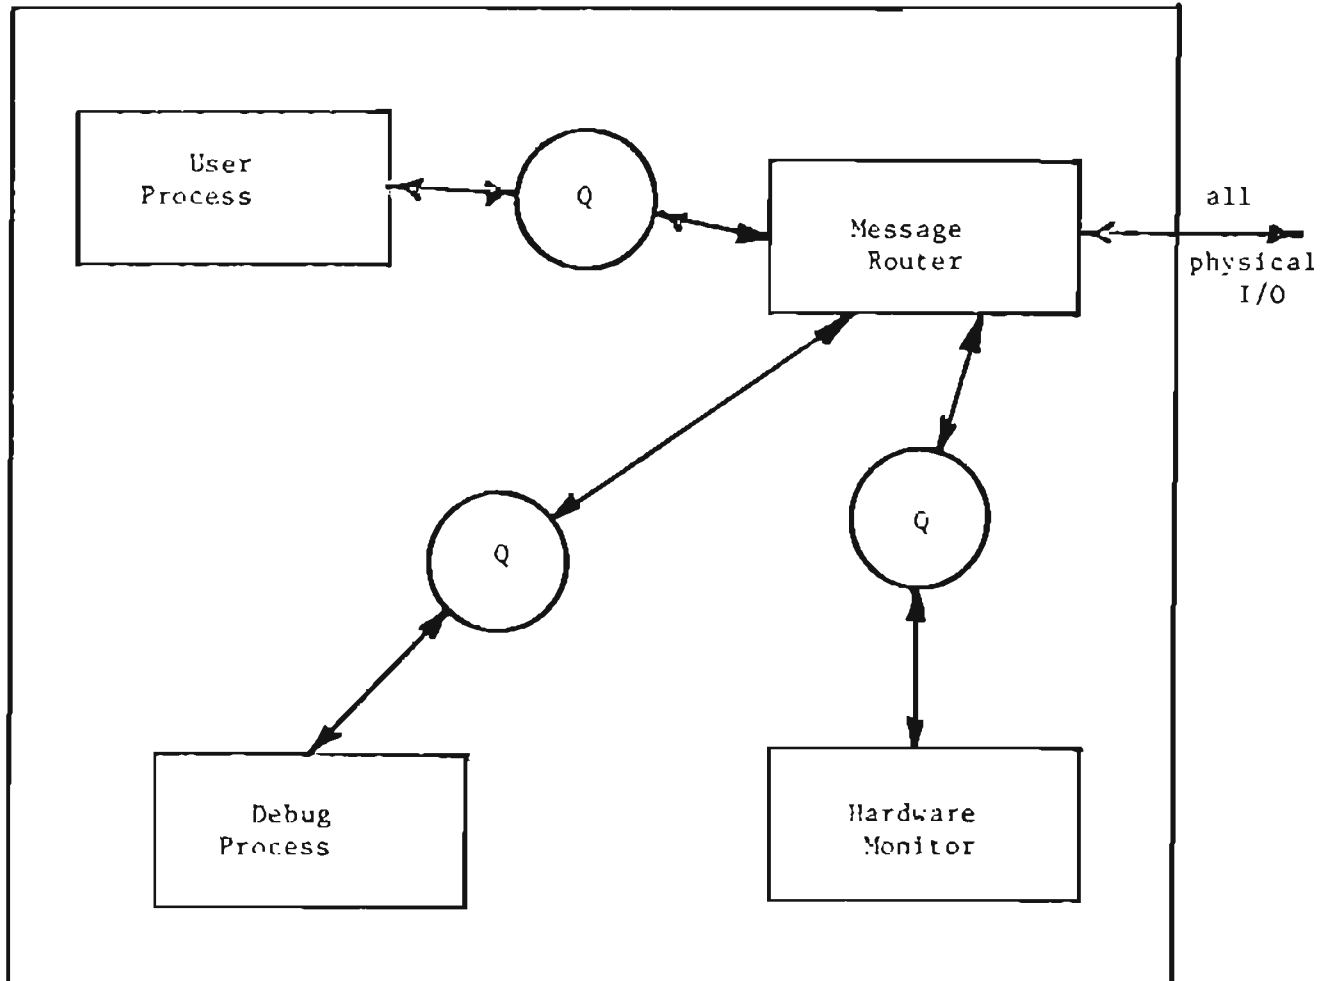 User
Process
Q
Message
Router
all
physical
I/O
Q
Q
Debug
Process
Hardware
Monitor